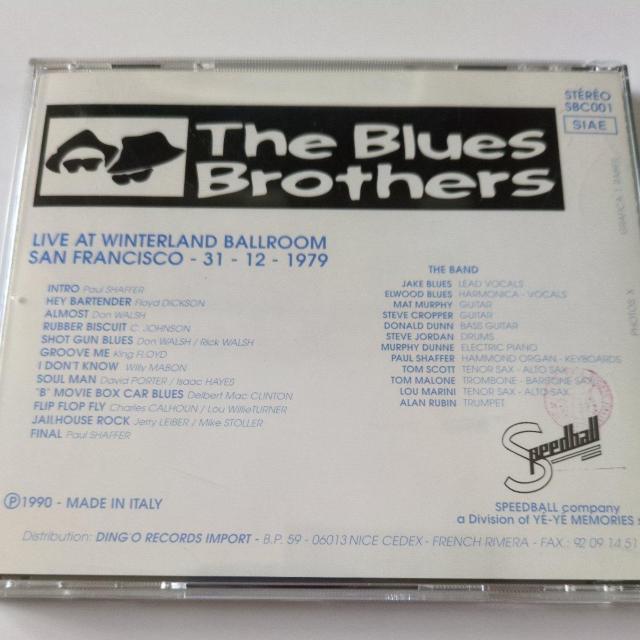 STÉRÉO
SBC001
SIAE
The Blues
Brothers
LIVE AT WINTERLAND BALLROOM
SAN FRANCISCO - 31 - 12 - 1979
INTRO Paul SHAFFER
HEY BARTENDER Floyd DICKSON
ALMOST Don WALSH
RUBBER BISCUIT C. JOHNSON
SHOT GUN BLUES Don WALSH / Rick WALSH
GROOVE ME King FLOYD
I DON'T KNOW Willy MABON
SOUL MAN David PORTER / Isaac HAYES
"B" MOVIE BOX CAR BLUES Delbert Mac CLINTON
FLIP FLOP FLY Charles CALHOUN / Lou WillieTURNER
JAILHOUSE ROCK Jerry LEIBER / Mike STOLLER
FINAL Paul SHAFFER
THE BAND
JAKE BLUES LEAD VOCALS
ELWOOD BLUES HARMONICA - VOCALS
MAT MURPHY GUITAR
STEVE CROPPER GUITAR
DONALD DUNN BASS GUITAR
STEVE JORDAN DRUMS
MURPHY DUNNE ELECTRIC PIANO
PAUL SHAFFER HAMMOND ORGAN - KEYBOARDS
TOM SCOTT TENOR SAX - ALTO SAX
TOM MALONE TROMBONE - BARITONE SAX
LOU MARINI TENOR SAX - ALTO SAX
ALAN RUBIN TRUMPET
Speedball
SPEEDBALL company
a Division of YE-YE MEMORIES
℗1990 - MADE IN ITALY
Distribution: DING O RECORDS IMPORT - B.P. 59 - 06013 NICE CEDEX - FRENCH RIVERA - FAX.: 92 09 14 51
PHOTOS X